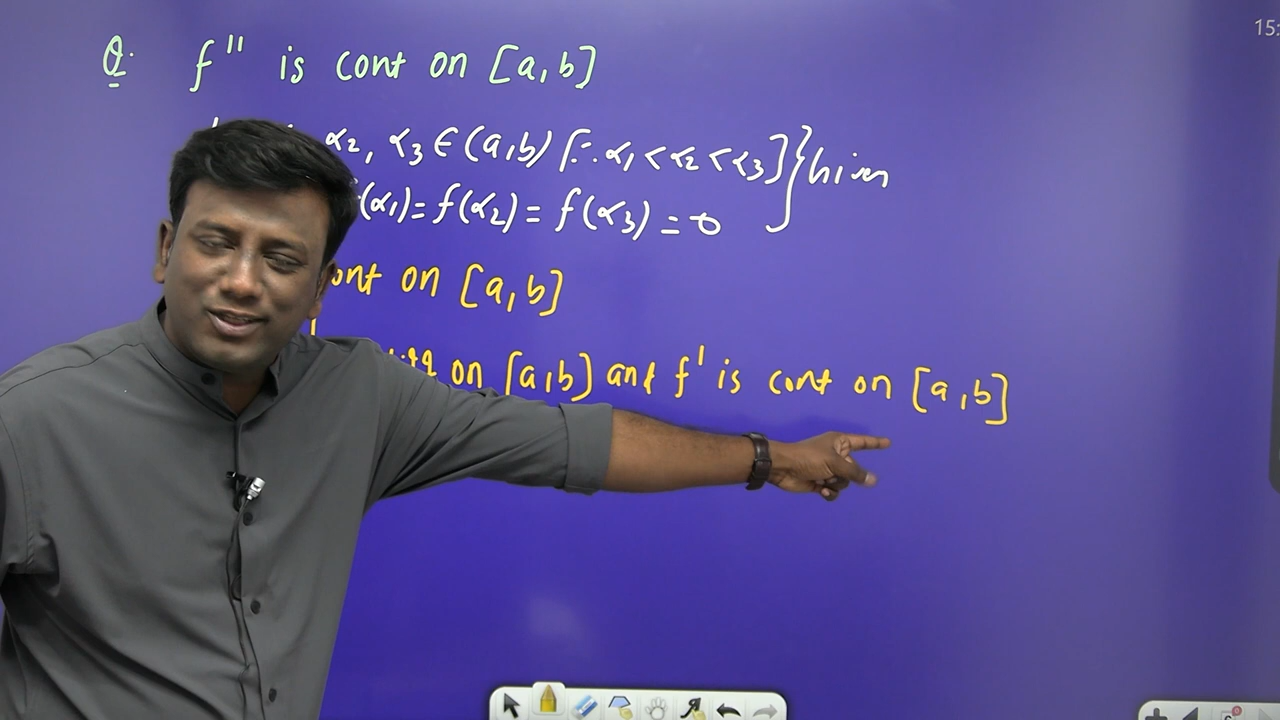 15:
Q. f'' is cont on [a,b]
α2, α3 ∈ (a,b) [∵ α1 < α2 < α3] } Given
(α1) = f(α2) = f(α3) = 0
ont on [a,b]
on [a,b] and f' is cont on [a,b]